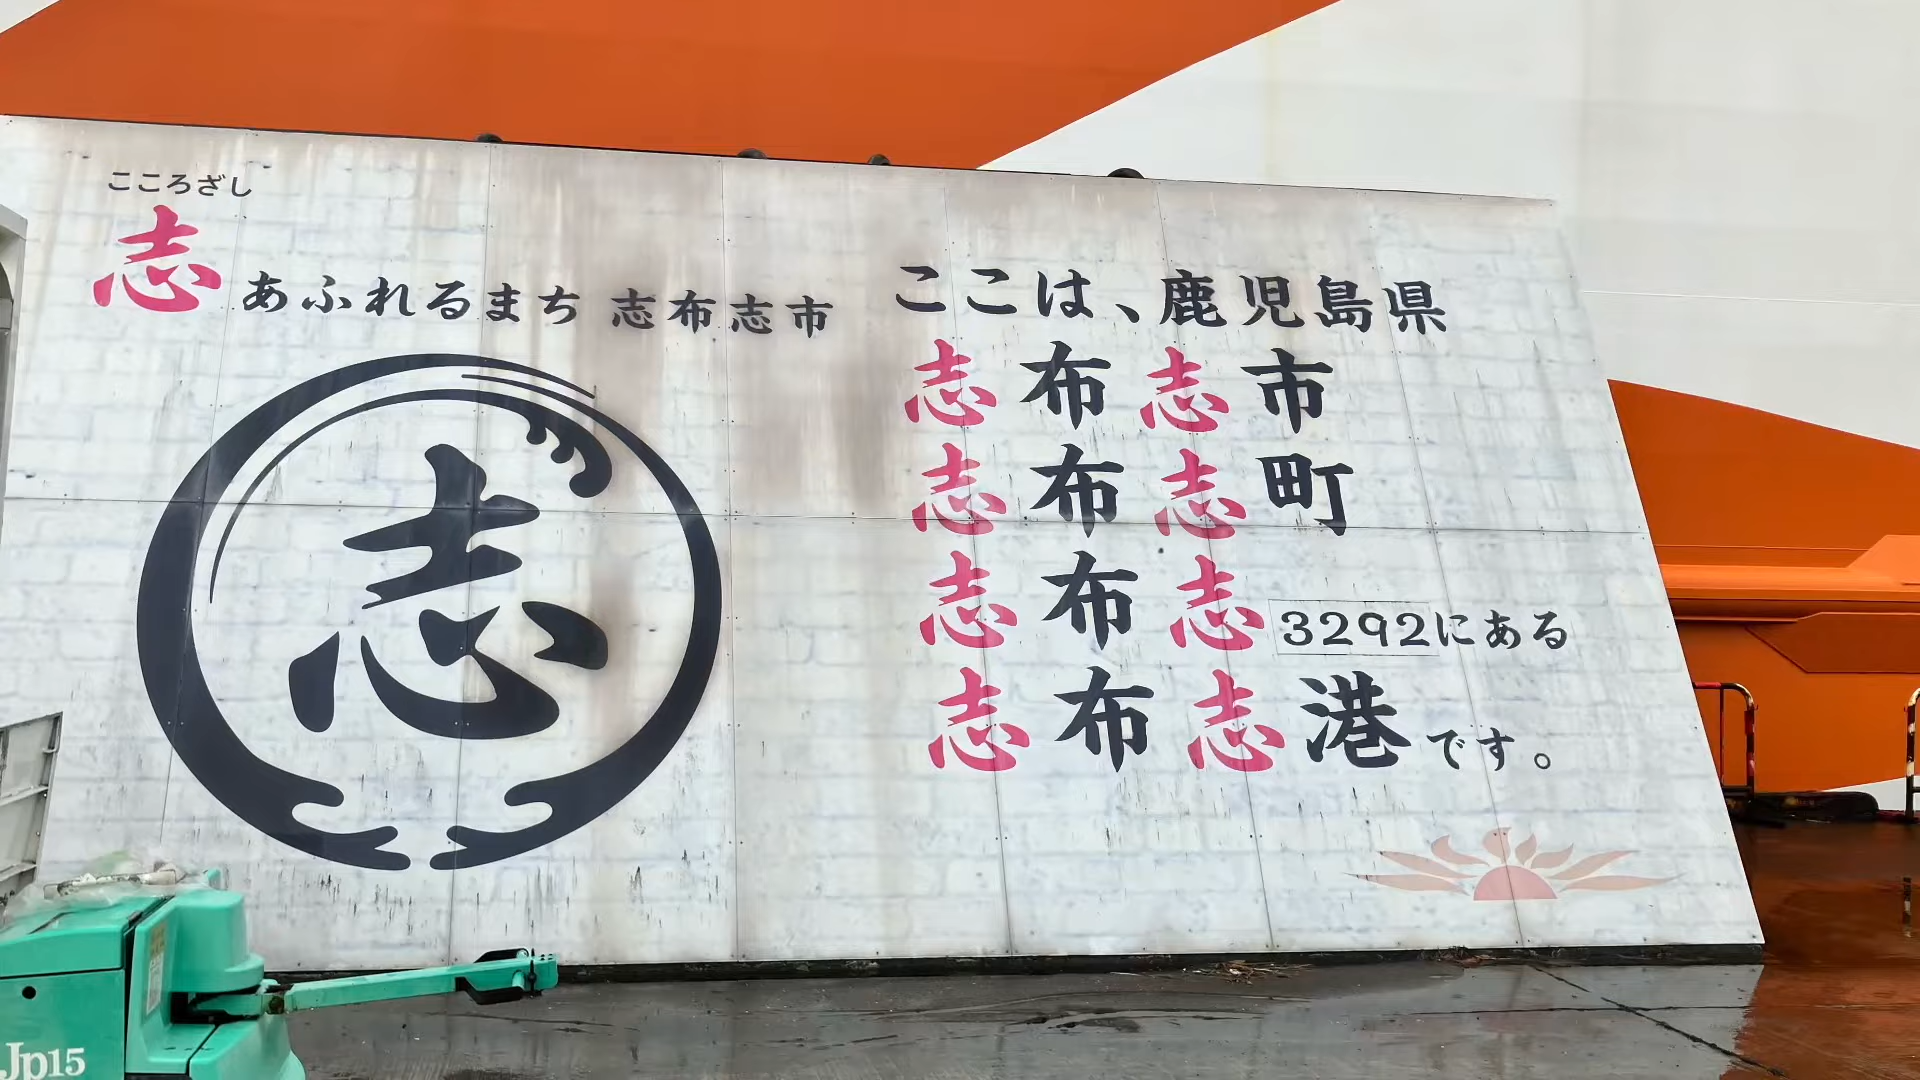 こころざし
志あふれるまち 志布志市
志
ここは、鹿児島県
志布志市
志布志町
志布志3292にある
志布志港です。
Jp15